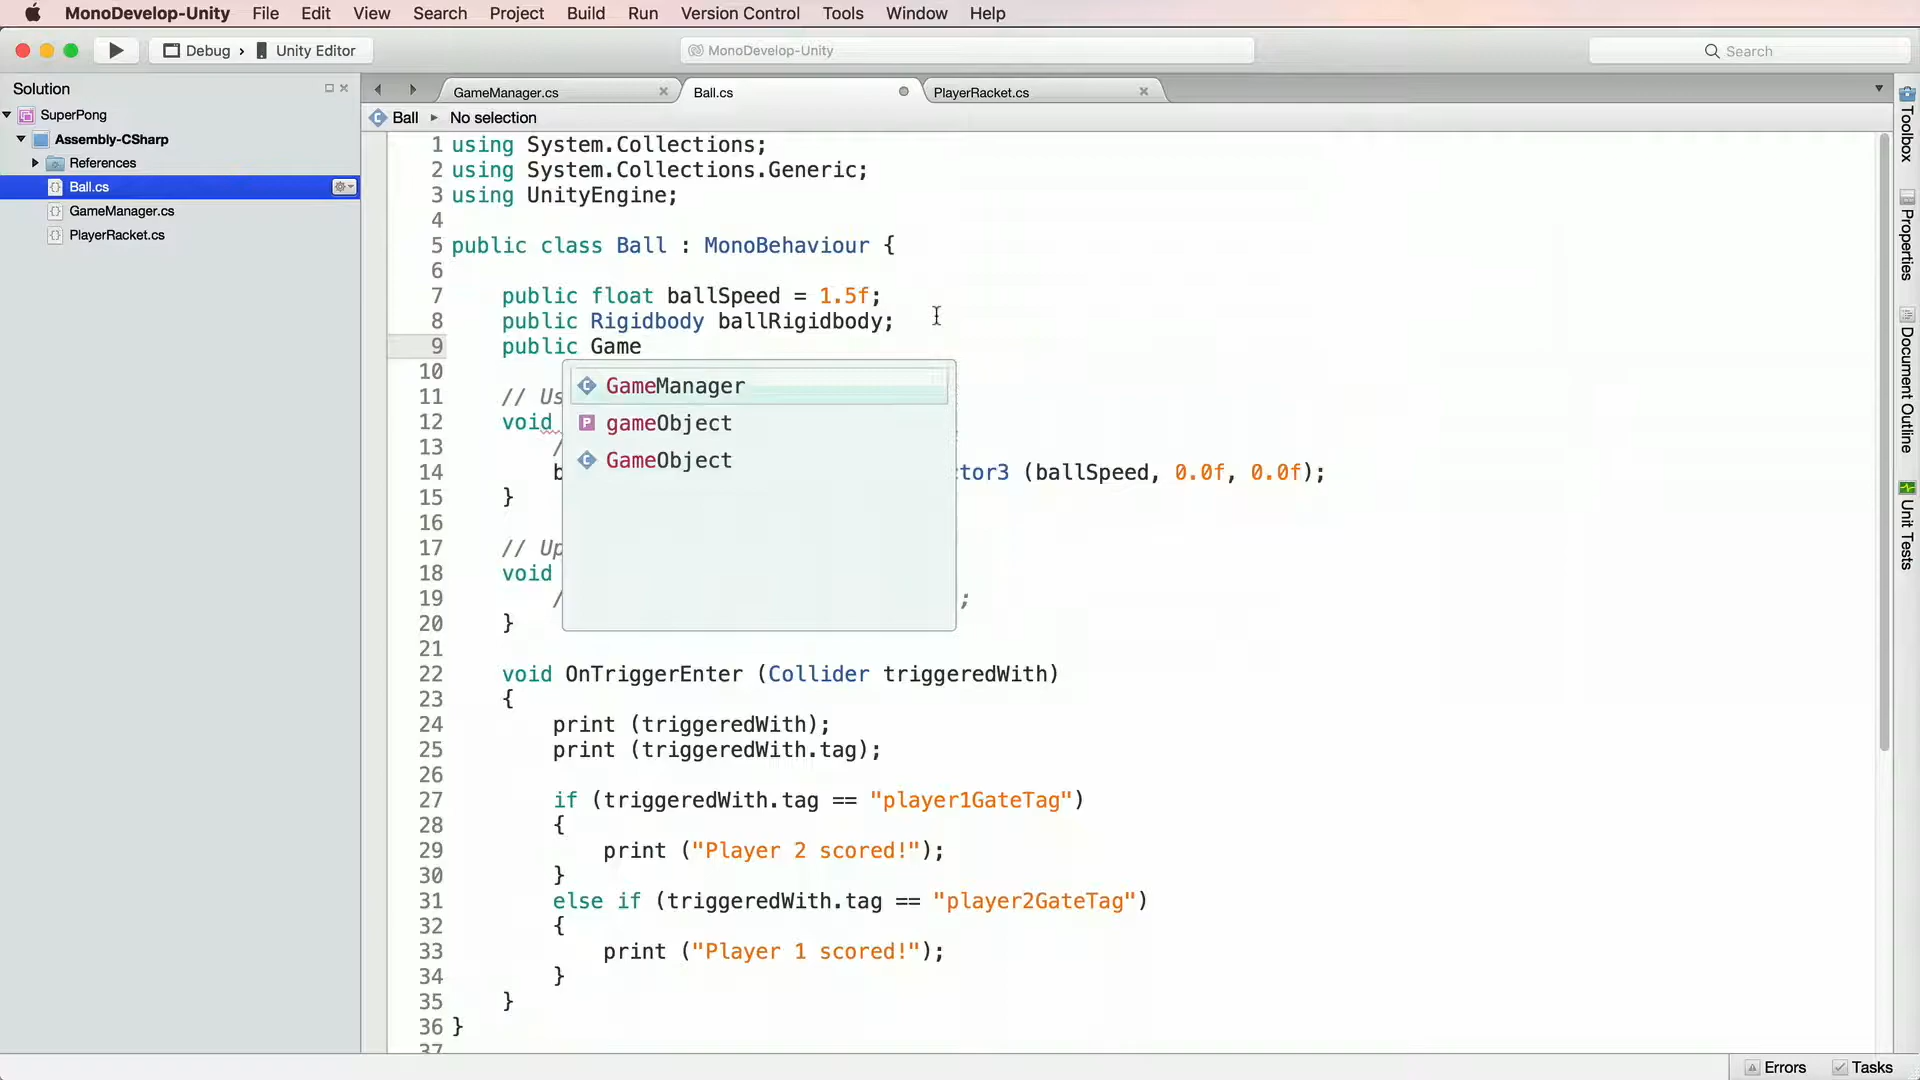 MonoDevelop-Unity File Edit View Search Project Build Run Version Control Tools Window Help
Debug › Unity Editor
MonoDevelop-Unity
Search
Solution
GameManager.cs
Ball.cs
PlayerRacket.cs
Ball No selection
SuperPong
Assembly-CSharp
References
Ball.cs
GameManager.cs
PlayerRacket.cs
1 using System.Collections;
2 using System.Collections.Generic;
3 using UnityEngine;
4
5 public class Ball : MonoBehaviour {
6
7 public float ballSpeed = 1.5f;
8 public Rigidbody ballRigidbody;
9 public Game
10
11 // Us
12 void
13 /
14 b tor3 (ballSpeed, 0.0f, 0.0f);
15 }
16
17 // Up
18 void
19 / ;
20 }
21
22 void OnTriggerEnter (Collider triggeredWith)
23 {
24 print (triggeredWith);
25 print (triggeredWith.tag);
26
27 if (triggeredWith.tag == "player1GateTag")
28 {
29 print ("Player 2 scored!");
30 }
31 else if (triggeredWith.tag == "player2GateTag")
32 {
33 print ("Player 1 scored!");
34 }
35 }
36 }
37
GameManager
P gameObject
GameObject
Toolbox
Properties
Document Outline
Unit Tests
Errors
Tasks